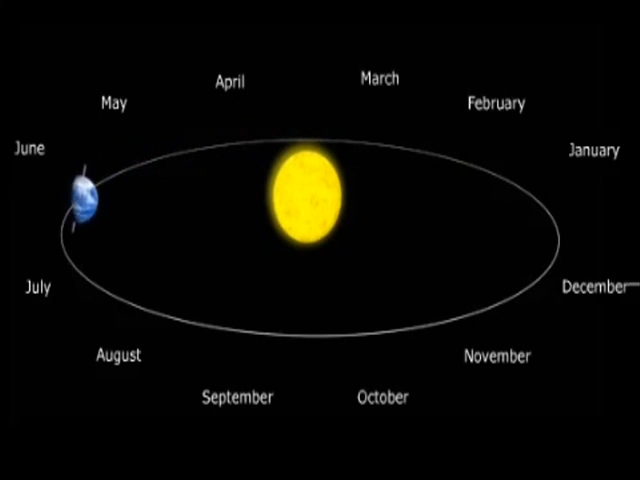 March
April
February
May
June
January
July
December
August
November
September
October